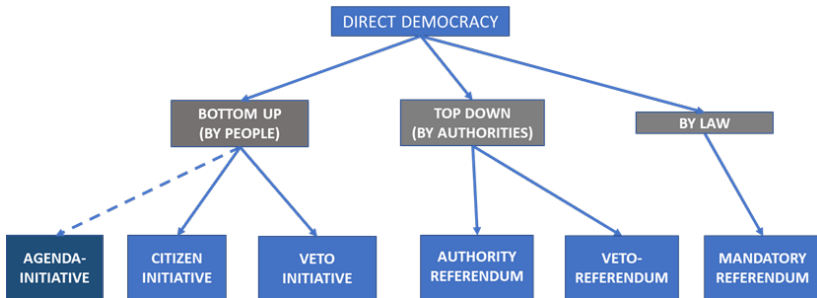 DIRECT DEMOCRACY
BOTTOM UP
(BY PEOPLE)
TOP DOWN
(BY AUTHORITIES)
BY LAW
AGENDA-
INITIATIVE
CITIZEN
INITIATIVE
VETO
INITIATIVE
AUTHORITY
REFERENDUM
VETO-
REFERENDUM
MANDATORY
REFERENDUM